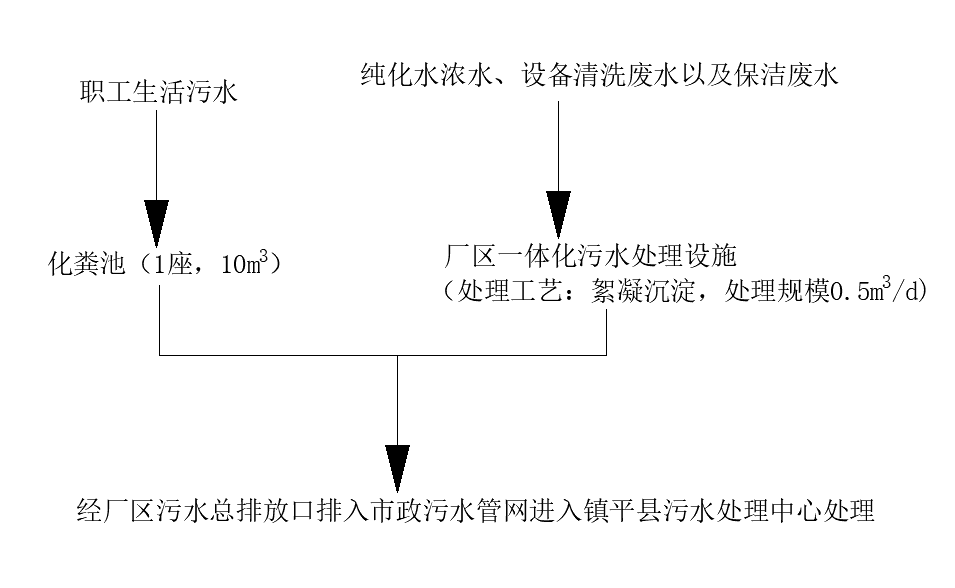 职工生活污水
纯化水浓水、设备清洗废水以及保洁废水
化粪池（1座，10m³）
厂区一体化污水处理设施
（处理工艺：絮凝沉淀，处理规模0.5m³/d)
经厂区污水总排放口排入市政污水管网进入镇平县污水处理中心处理